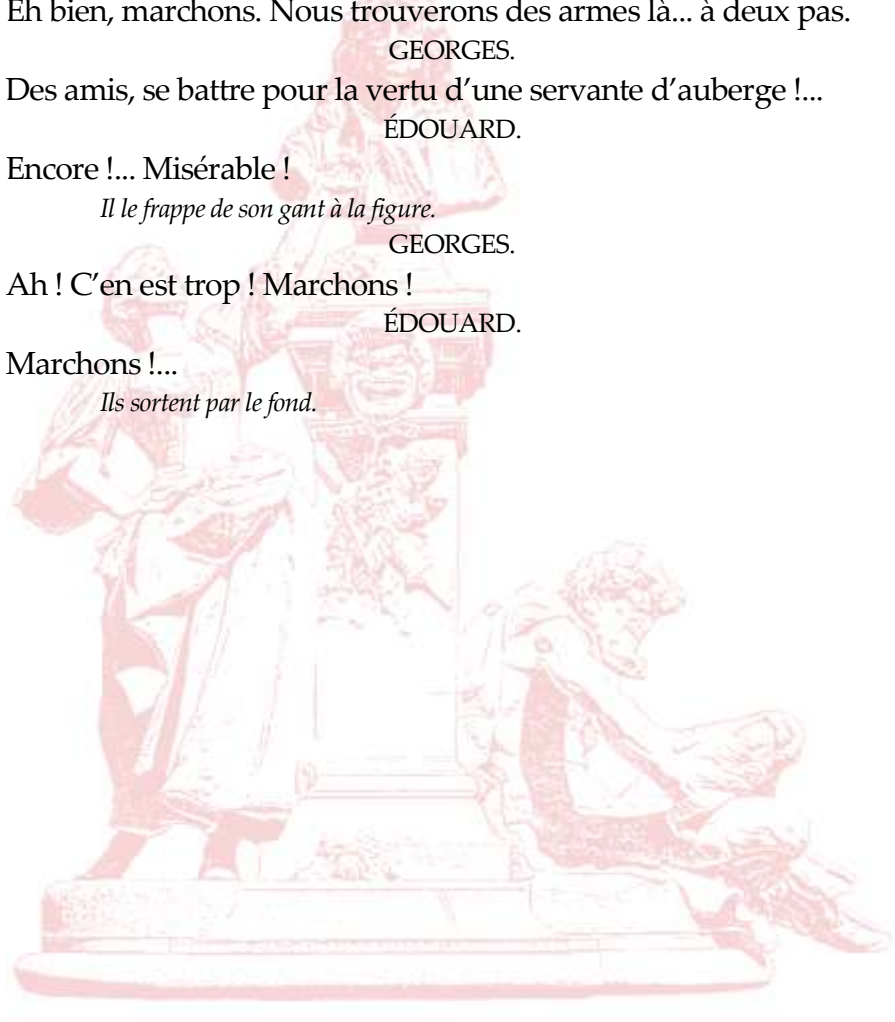 Eh bien, marchons. Nous trouverons des armes là... à deux pas.
GEORGES.
Des amis, se battre pour la vertu d’une servante d’auberge !...
ÉDOUARD.
Encore !... Misérable !
Il le frappe de son gant à la figure.
GEORGES.
Ah ! C’en est trop ! Marchons !
ÉDOUARD.
Marchons !...
Ils sortent par le fond.